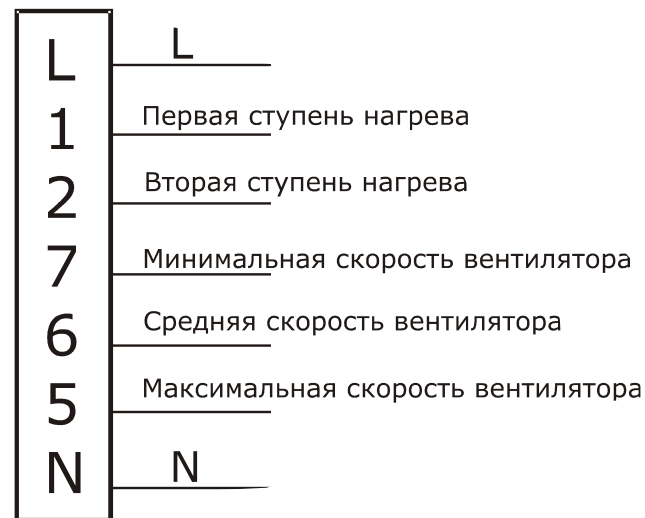 L L
1 Первая ступень нагрева
2 Вторая ступень нагрева
7 Минимальная скорость вентилятора
6 Средняя скорость вентилятора
5 Максимальная скорость вентилятора
N N